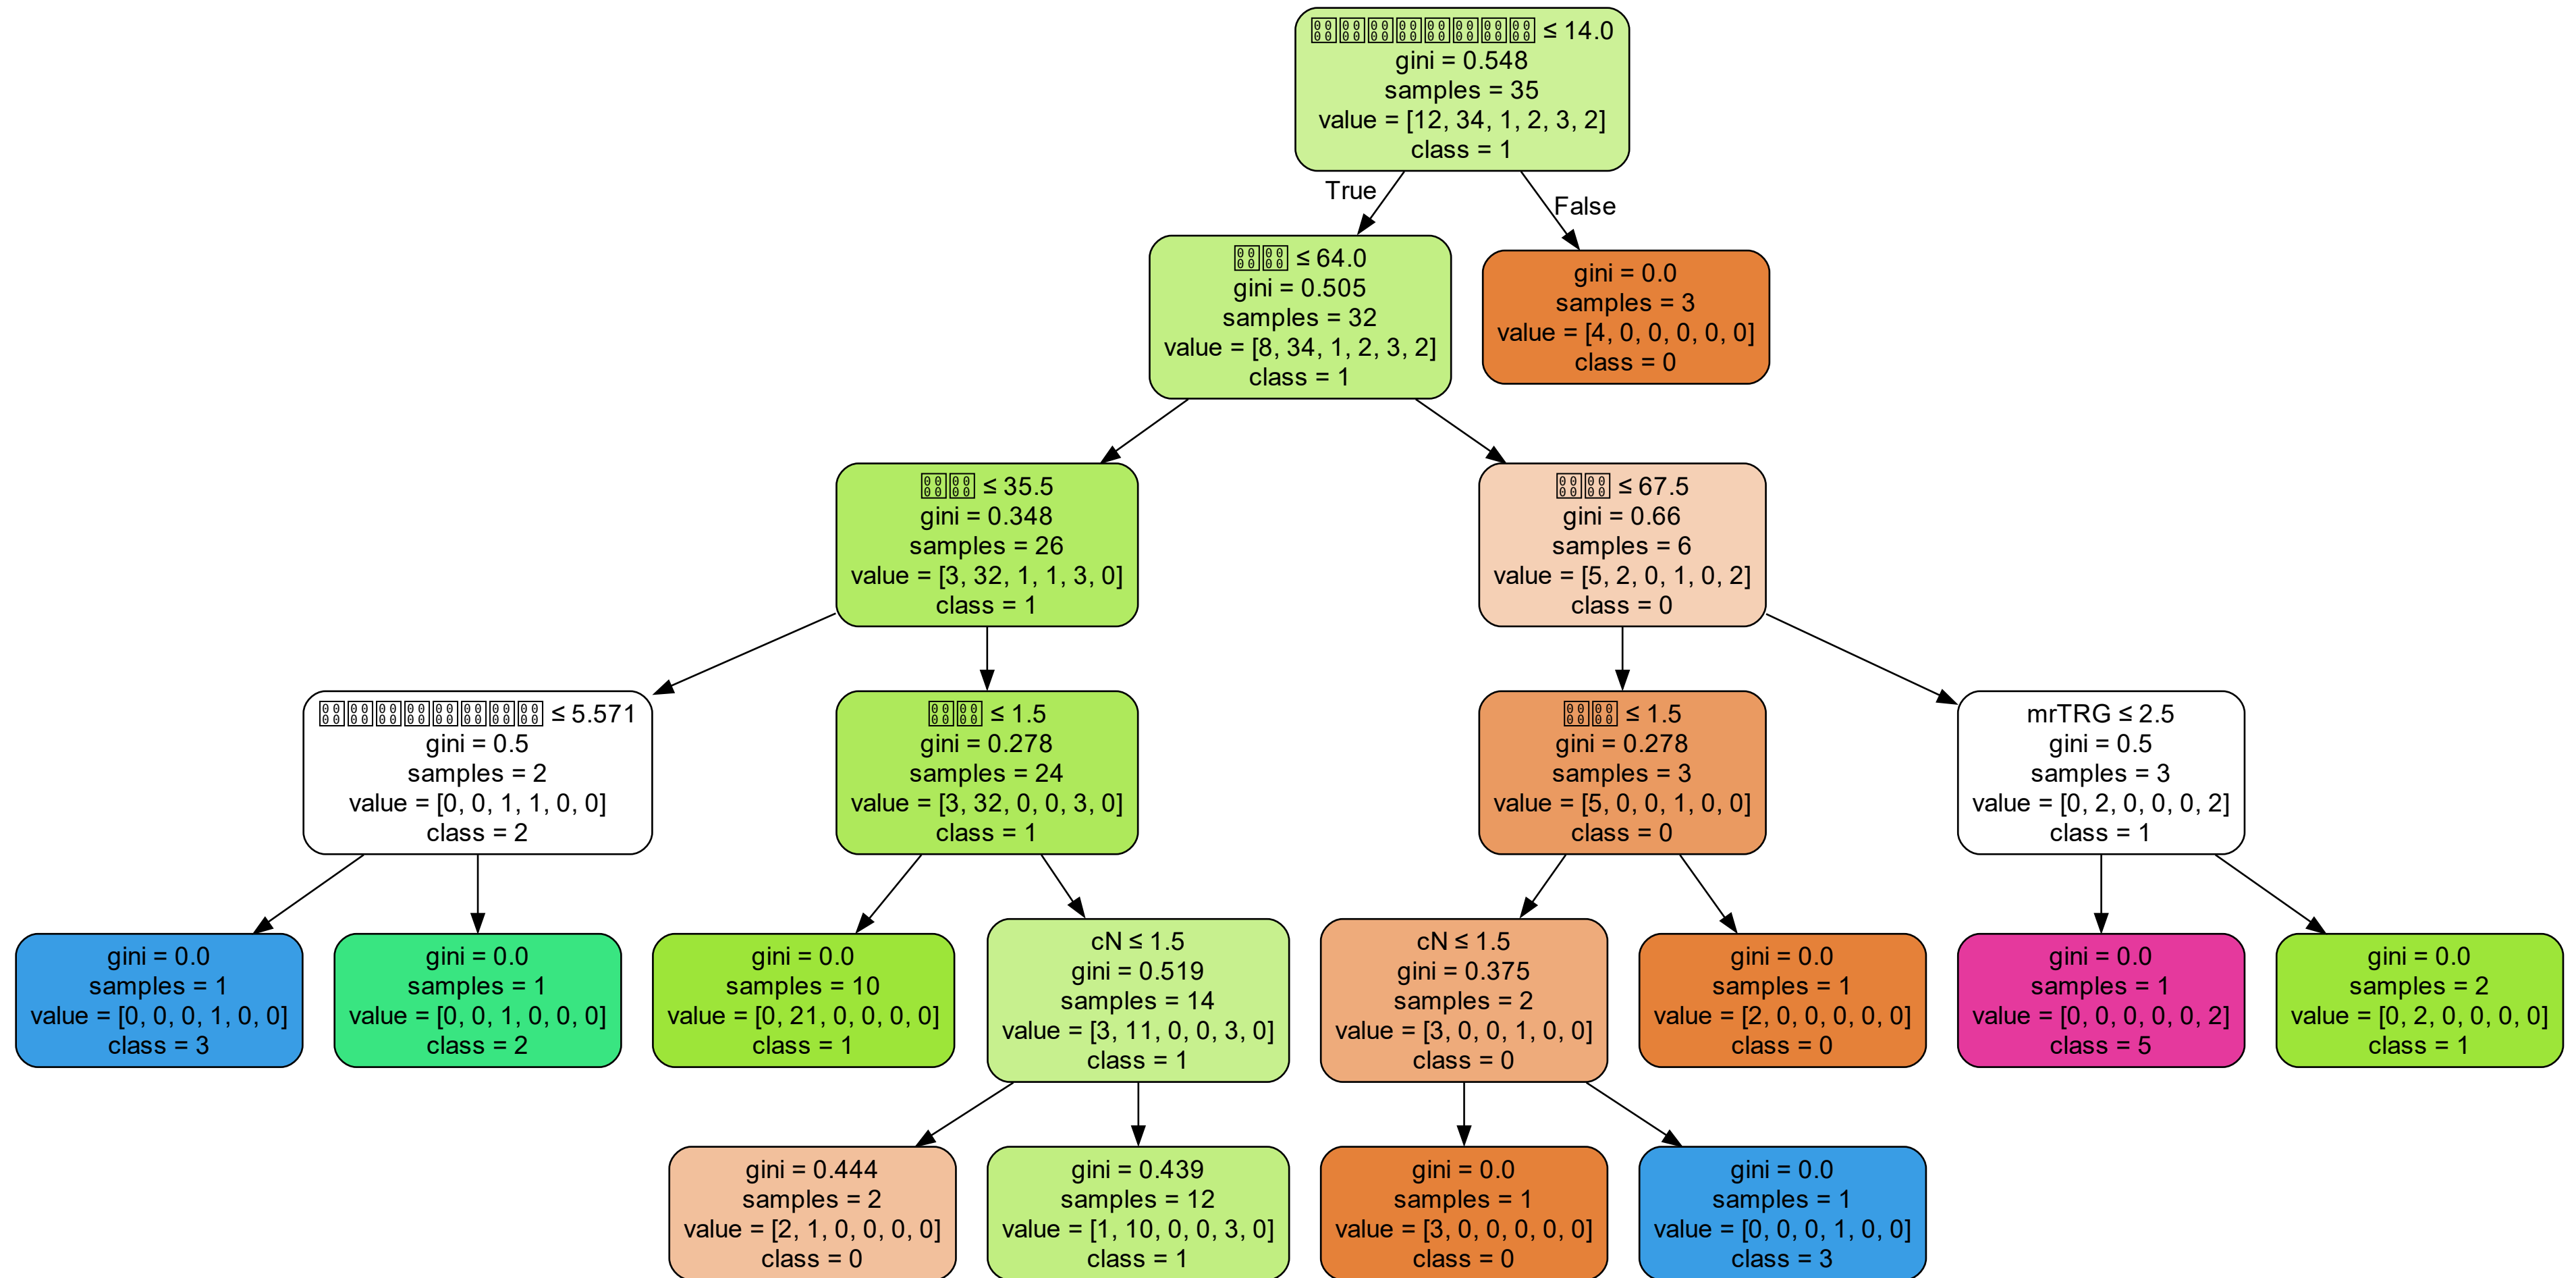 ≤ 14.0
gini = 0.548
samples = 35
value = [12, 34, 1, 2, 3, 2]
class = 1
True
False
≤ 64.0
gini = 0.505
samples = 32
value = [8, 34, 1, 2, 3, 2]
class = 1
gini = 0.0
samples = 3
value = [4, 0, 0, 0, 0, 0]
class = 0
≤ 35.5
gini = 0.348
samples = 26
value = [3, 32, 1, 1, 3, 0]
class = 1
≤ 67.5
gini = 0.66
samples = 6
value = [5, 2, 0, 1, 0, 2]
class = 0
≤ 5.571
gini = 0.5
samples = 2
value = [0, 0, 1, 1, 0, 0]
class = 2
≤ 1.5
gini = 0.278
samples = 24
value = [3, 32, 0, 0, 3, 0]
class = 1
≤ 1.5
gini = 0.278
samples = 3
value = [5, 0, 0, 1, 0, 0]
class = 0
mrTRG ≤ 2.5
gini = 0.5
samples = 3
value = [0, 2, 0, 0, 0, 2]
class = 1
gini = 0.0
samples = 1
value = [0, 0, 0, 1, 0, 0]
class = 3
gini = 0.0
samples = 1
value = [0, 0, 1, 0, 0, 0]
class = 2
gini = 0.0
samples = 10
value = [0, 21, 0, 0, 0, 0]
class = 1
cN ≤ 1.5
gini = 0.519
samples = 14
value = [3, 11, 0, 0, 3, 0]
class = 1
cN ≤ 1.5
gini = 0.375
samples = 2
value = [3, 0, 0, 1, 0, 0]
class = 0
gini = 0.0
samples = 1
value = [2, 0, 0, 0, 0, 0]
class = 0
gini = 0.0
samples = 1
value = [0, 0, 0, 0, 0, 2]
class = 5
gini = 0.0
samples = 2
value = [0, 2, 0, 0, 0, 0]
class = 1
gini = 0.444
samples = 2
value = [2, 1, 0, 0, 0, 0]
class = 0
gini = 0.439
samples = 12
value = [1, 10, 0, 0, 3, 0]
class = 1
gini = 0.0
samples = 1
value = [3, 0, 0, 0, 0, 0]
class = 0
gini = 0.0
samples = 1
value = [0, 0, 0, 1, 0, 0]
class = 3